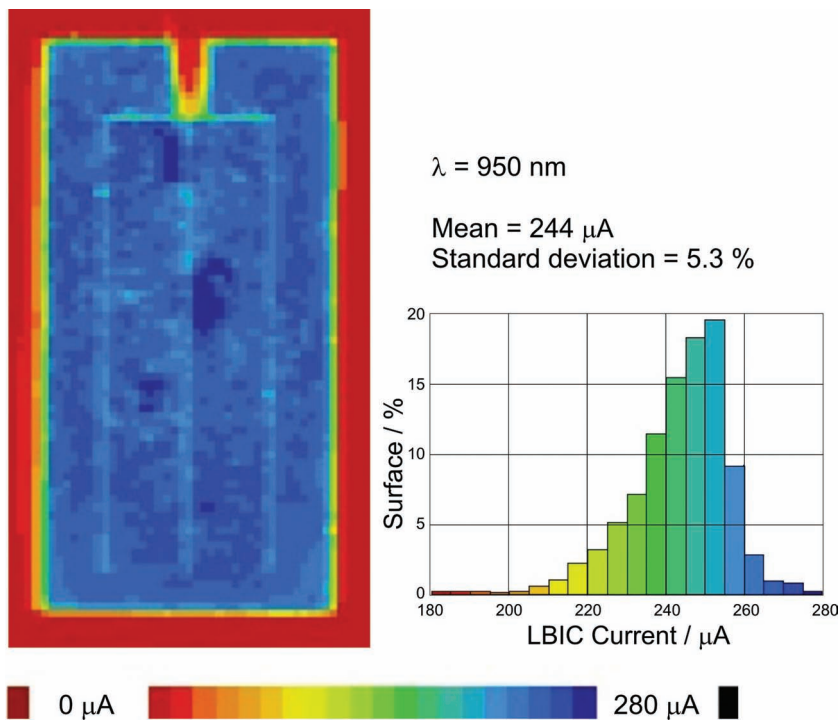 λ = 950 nm
Mean = 244 μA
Standard deviation = 5.3 %
20
15
10
5
0
Surface / %
180 200 220 240 260 280
LBIC Current / μA
0 μA 280 μA